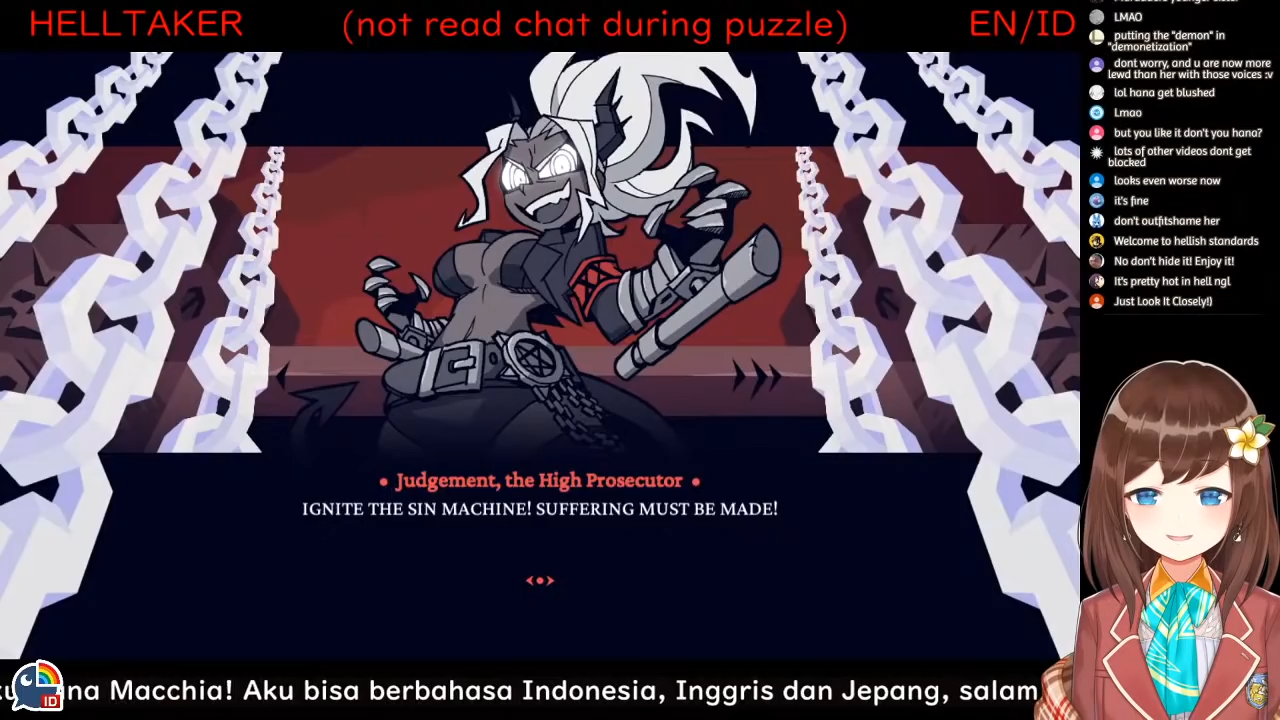 HELLTAKER
(not read chat during puzzle)
EN/ID
LMAO
putting the "demon" in
"demonetization"
dont worry, and u are now more
lewd than her with those voices :v
lol hana get blushed
Lmao
but you like it don't you hana?
lots of other videos dont get
blocked
looks even worse now
it's fine
don't outfitshame her
Welcome to hellish standards
No don't hide it! Enjoy it!
It's pretty hot in hell ngl
Just Look It Closely!)
• Judgement, the High Prosecutor •
IGNITE THE SIN MACHINE! SUFFERING MUST BE MADE!
Macchia! Aku bisa berbahasa Indonesia, Inggris dan Jepang, salam
ID